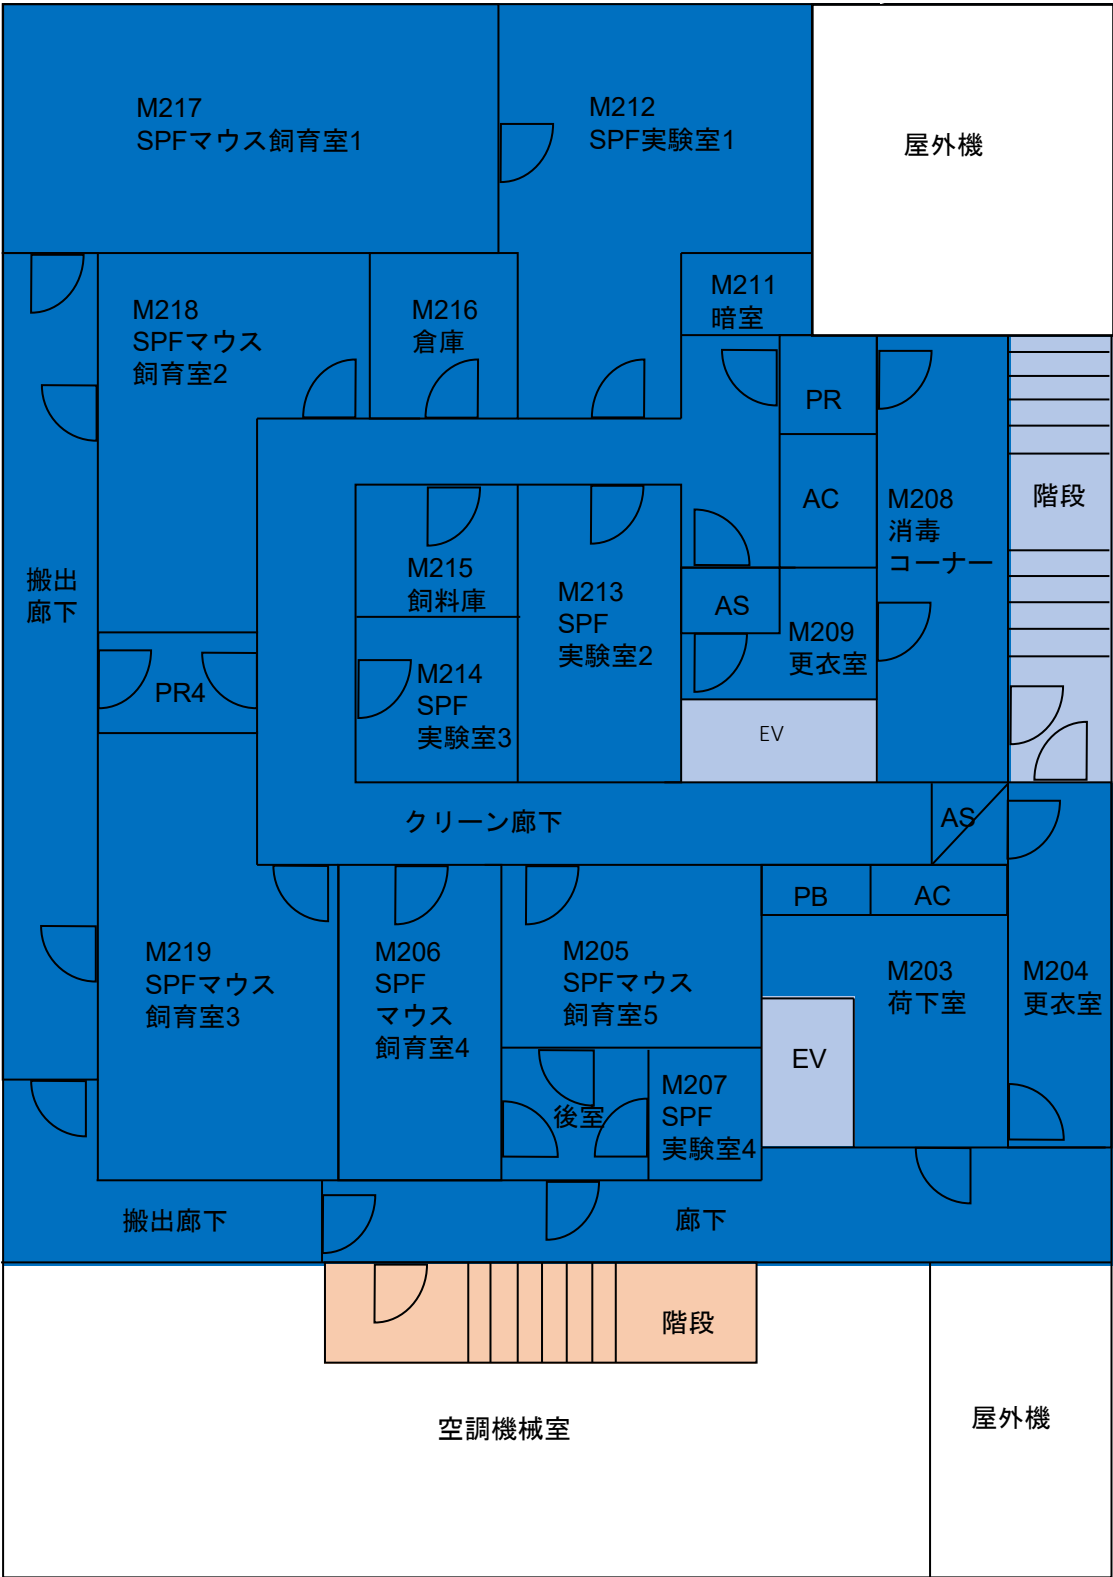 M217
SPFマウス飼育室1
M212
SPF実験室1
屋外機
M218
SPFマウス
飼育室2
M216
倉庫
M211
暗室
PR
AC
M208
消毒
コーナー
階段
搬出
廊下
M215
飼料庫
M213
SPF
実験室2
AS
M209
更衣室
PR4
M214
SPF
実験室3
EV
クリーン廊下
AS
PB
AC
M219
SPFマウス
飼育室3
M206
SPF
マウス
飼育室4
M205
SPFマウス
飼育室5
M203
荷下室
M204
更衣室
EV
後室
M207
SPF
実験室4
搬出廊下
廊下
階段
空調機械室
屋外機